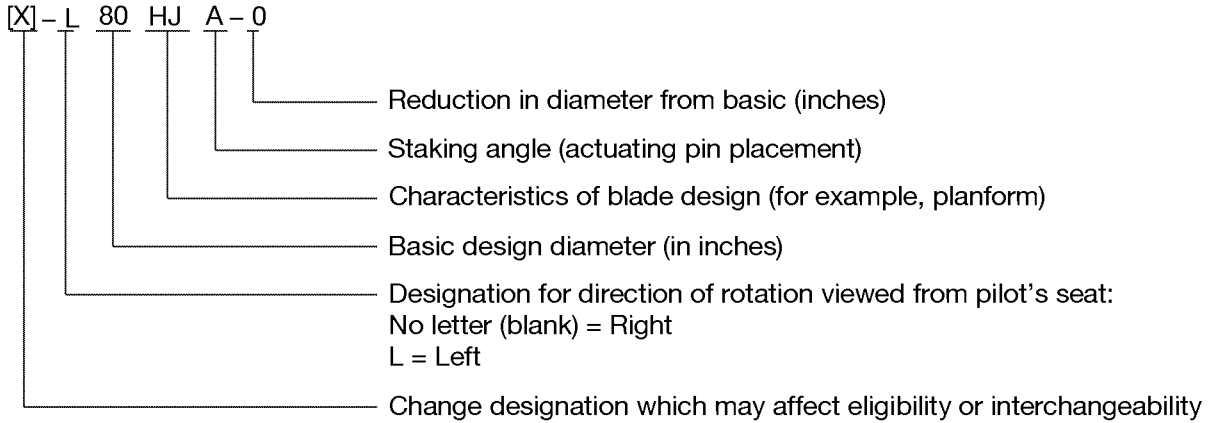 [X] – L 80 HJ A – 0
Reduction in diameter from basic (inches)
Staking angle (actuating pin placement)
Characteristics of blade design (for example, planform)
Basic design diameter (in inches)
Designation for direction of rotation viewed from pilot's seat:
No letter (blank) = Right
L = Left
Change designation which may affect eligibility or interchangeability